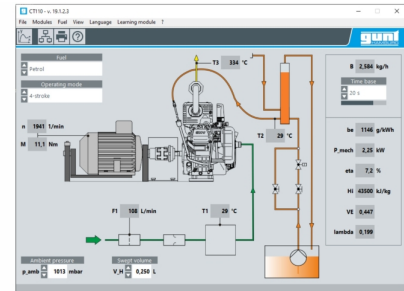 CT110 - v. 19.1.2.3
File Modules Fuel View Language Learning module ?
gunt
Fuel
Petrol
Operating mode
4-stroke
T3 334 °C
B 2,584 kg/h
Time base
20 s
n 1941 1/min
M 11,1 Nm
T2 29 °C
be 1146 g/kWh
P_mech 2,25 kW
eta 7,2 %
Hi 43500 kJ/kg
VE 0,447
lambda 0,199
F1 108 L/min
T1 29 °C
Ambient pressure
p_amb 1013 mbar
Swept volume
V_H 0,250 L